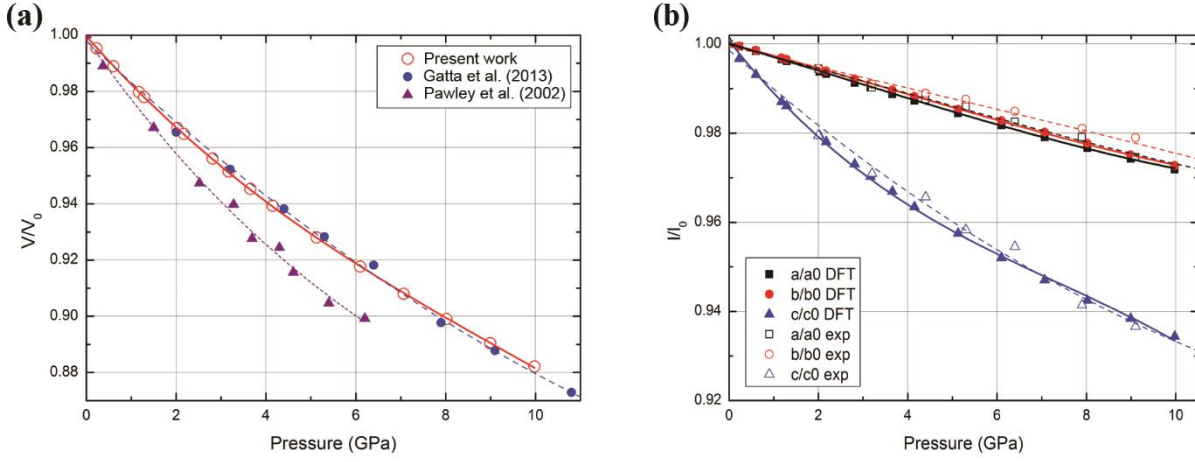 (a)
1.00
0.98
0.96
0.94
0.92
0.90
0.88
V/V0
0 2 4 6 8 10
Pressure (GPa)
Present work
Gatta et al. (2013)
Pawley et al. (2002)
(b)
1.00
0.98
0.96
0.94
0.92
l/l0
0 2 4 6 8 10
Pressure (GPa)
a/a0 DFT
b/b0 DFT
c/c0 DFT
a/a0 exp
b/b0 exp
c/c0 exp